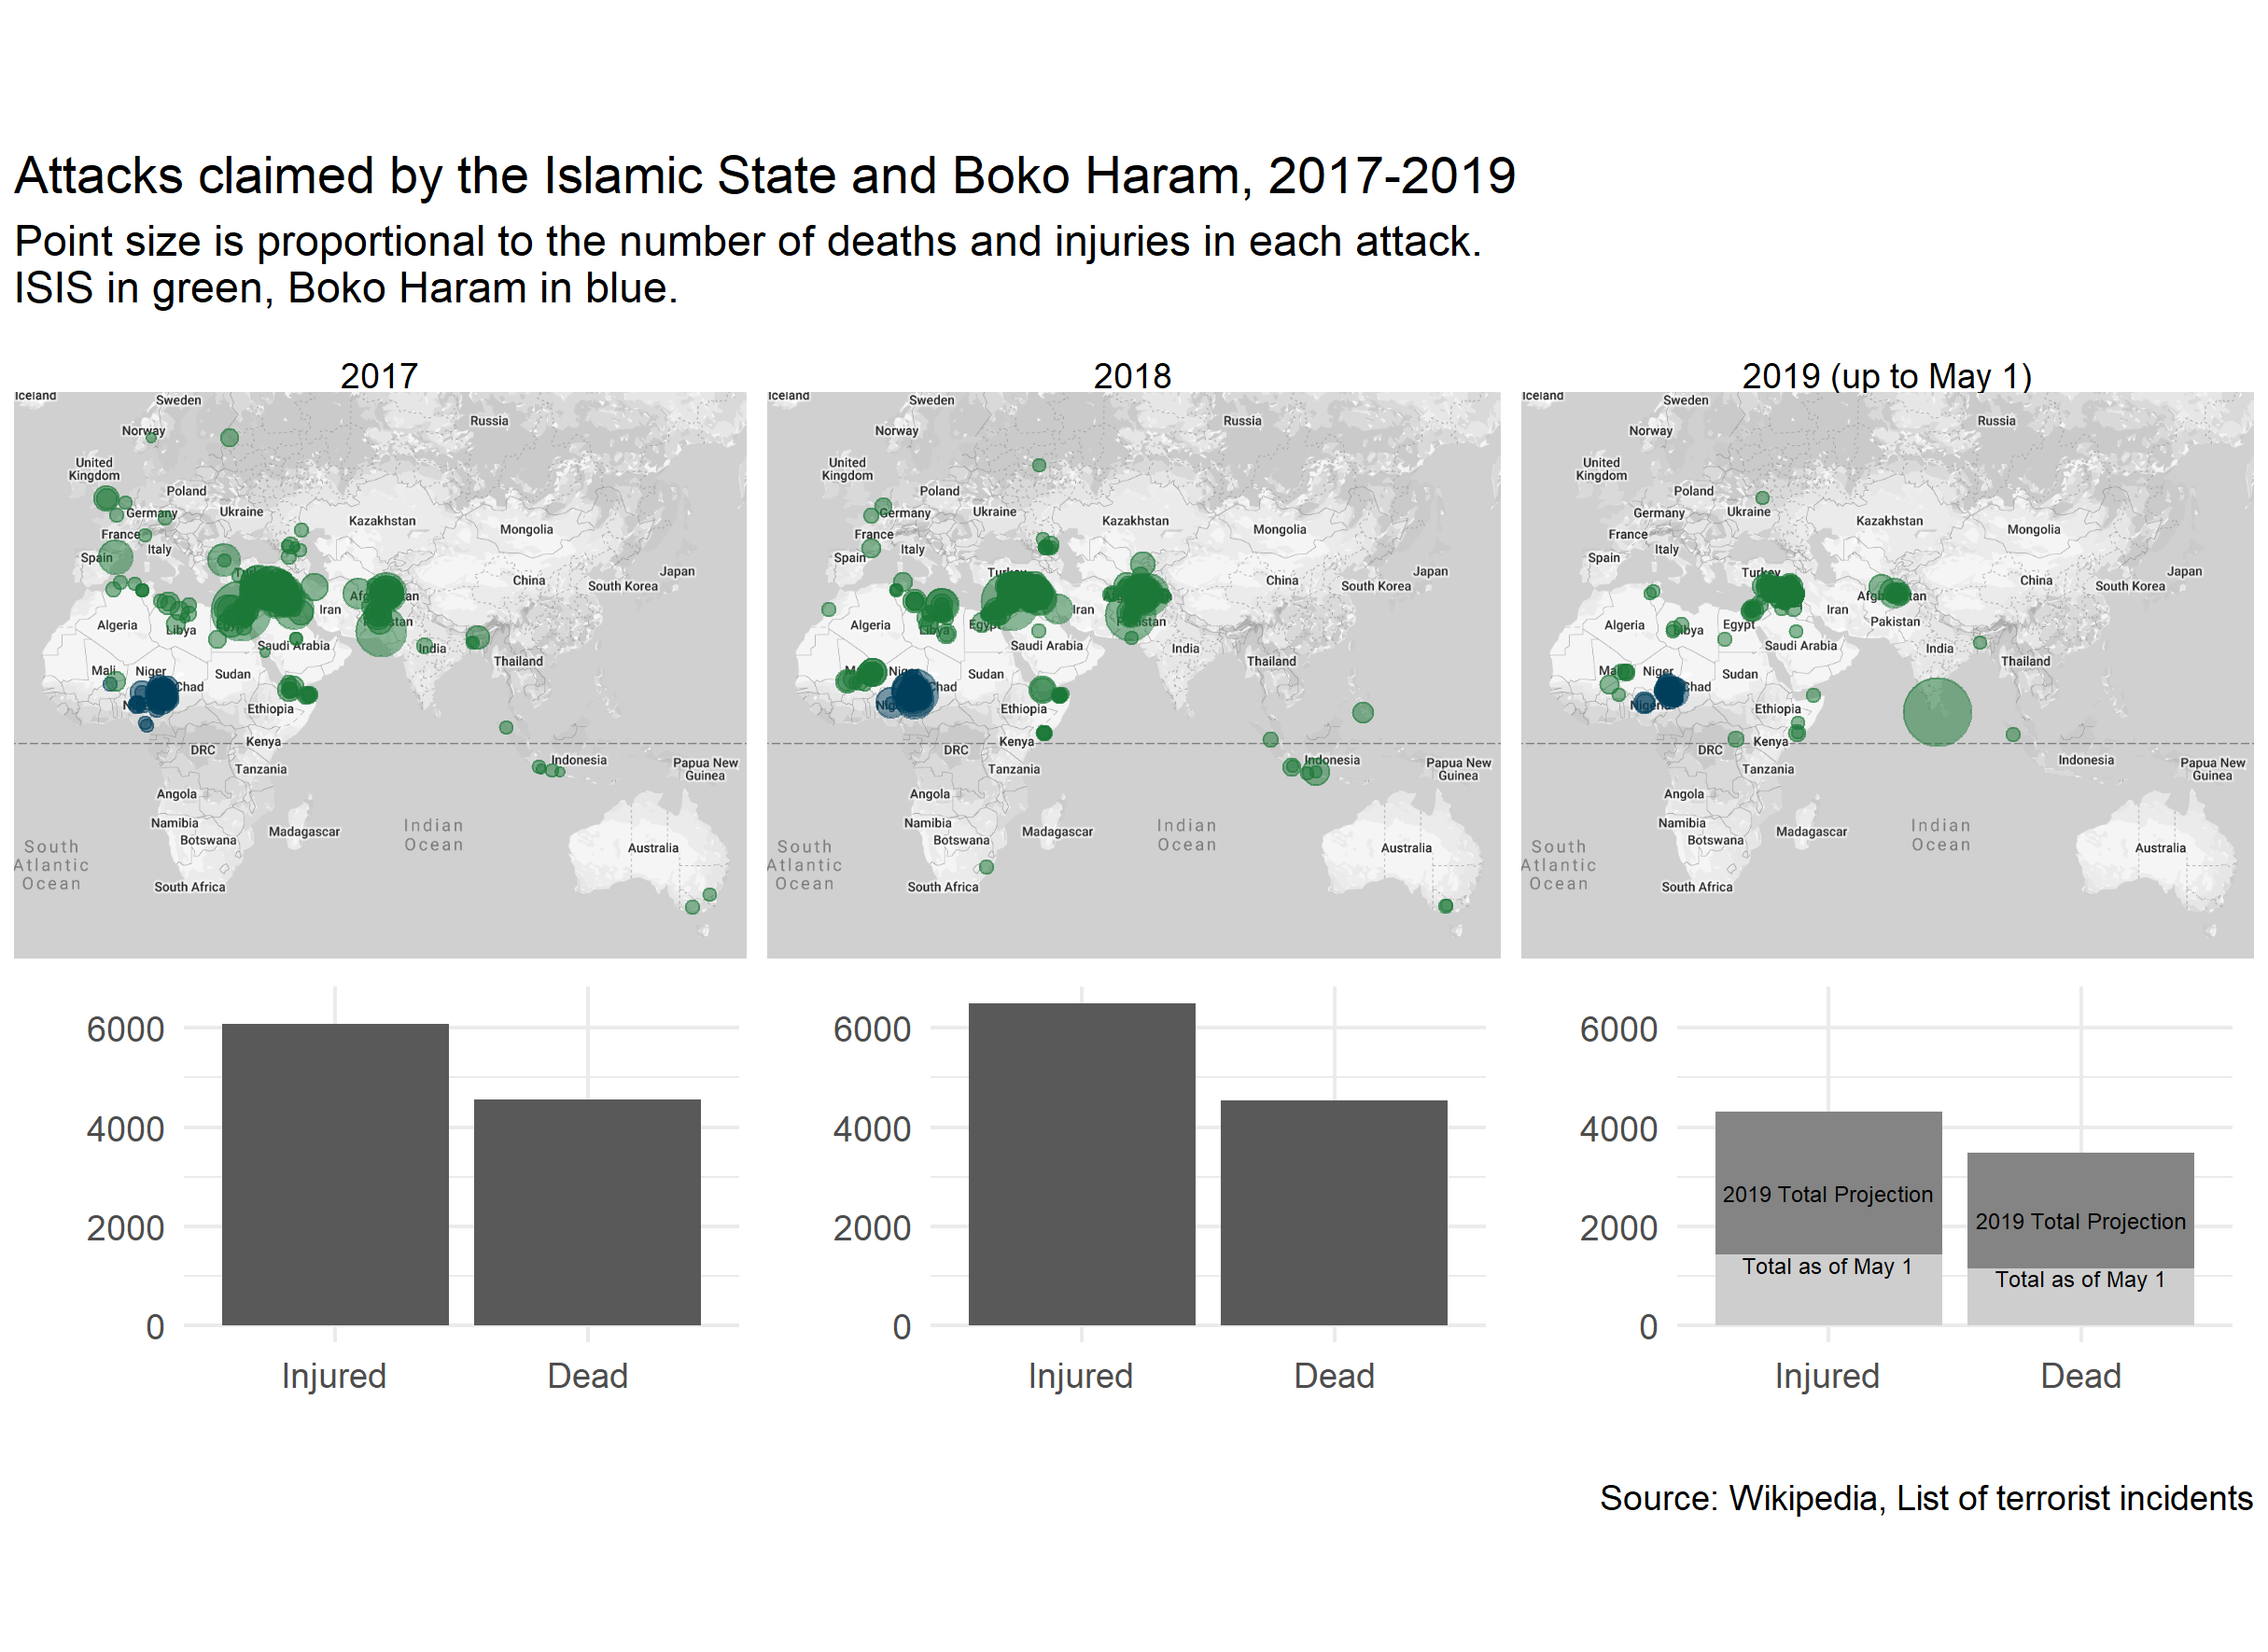 Attacks claimed by the Islamic State and Boko Haram, 2017-2019
Point size is proportional to the number of deaths and injuries in each attack.
ISIS in green, Boko Haram in blue.
2017
Iceland
Sweden
Norway
Russia
United
Kingdom
Poland
Germany
Ukraine
Kazakhstan
Mongolia
France
Italy
Spain
Japan
China
South Korea
Iran
Algeria
Libya
Saudi Arabia
India
Thailand
Mali
Niger
Sudan
Chad
Ethiopia
Kenya
DRC
Indonesia
Tanzania
Papua New
Guinea
Angola
Namibia
Botswana
Madagascar
Indian
Ocean
South
Atlantic
Ocean
South Africa
Australia
2018
Iceland
Sweden
Norway
Russia
United
Kingdom
Poland
Germany
Ukraine
Kazakhstan
Mongolia
France
Italy
Spain
Japan
China
South Korea
Iran
Algeria
Libya
Egypt
Saudi Arabia
India
Thailand
Sudan
Chad
Ethiopia
Kenya
DRC
Indonesia
Tanzania
Papua New
Guinea
Angola
Namibia
Botswana
Madagascar
Indian
Ocean
South
Atlantic
Ocean
South Africa
Australia
2019 (up to May 1)
Iceland
Sweden
Norway
Russia
United
Kingdom
Poland
Germany
Ukraine
Kazakhstan
Mongolia
France
Italy
Spain
Turkey
Japan
China
South Korea
Afghanistan
Iran
Pakistan
Algeria
Libya
Egypt
Saudi Arabia
India
Thailand
Mali
Niger
Sudan
Chad
Nigeria
Ethiopia
Kenya
DRC
Indonesia
Tanzania
Papua New
Guinea
Angola
Namibia
Botswana
Madagascar
Indian
Ocean
South
Atlantic
Ocean
South Africa
Australia
6000
4000
2000
0
Injured
Dead
6000
4000
2000
0
Injured
Dead
6000
4000
2000
0
2019 Total Projection
Total as of May 1
2019 Total Projection
Total as of May 1
Injured
Dead
Source: Wikipedia, List of terrorist incidents